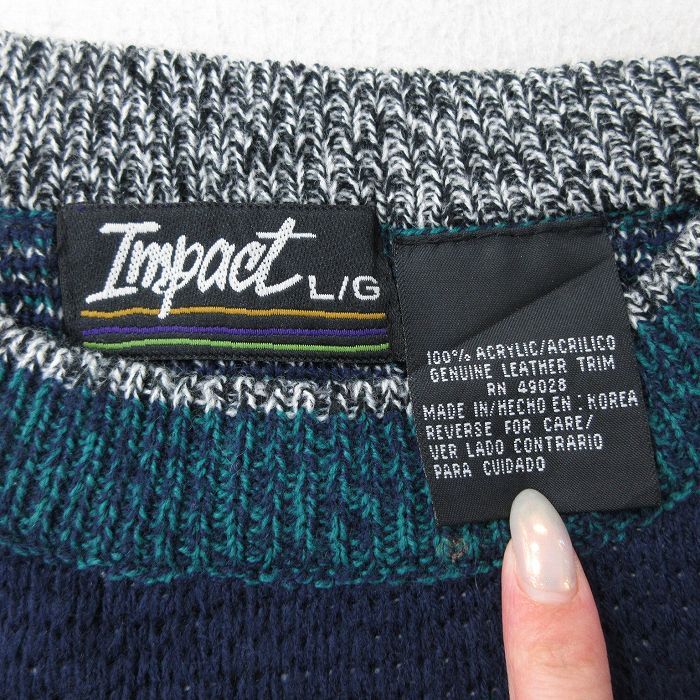 Impact
L/G
100% ACRYLIC/ACRILICO
GENUINE LEATHER TRIM
RN 49028
MADE IN/HECHO EN: KOREA
REVERSE FOR CARE/
VER LADO CONTRARIO
PARA CUIDADO